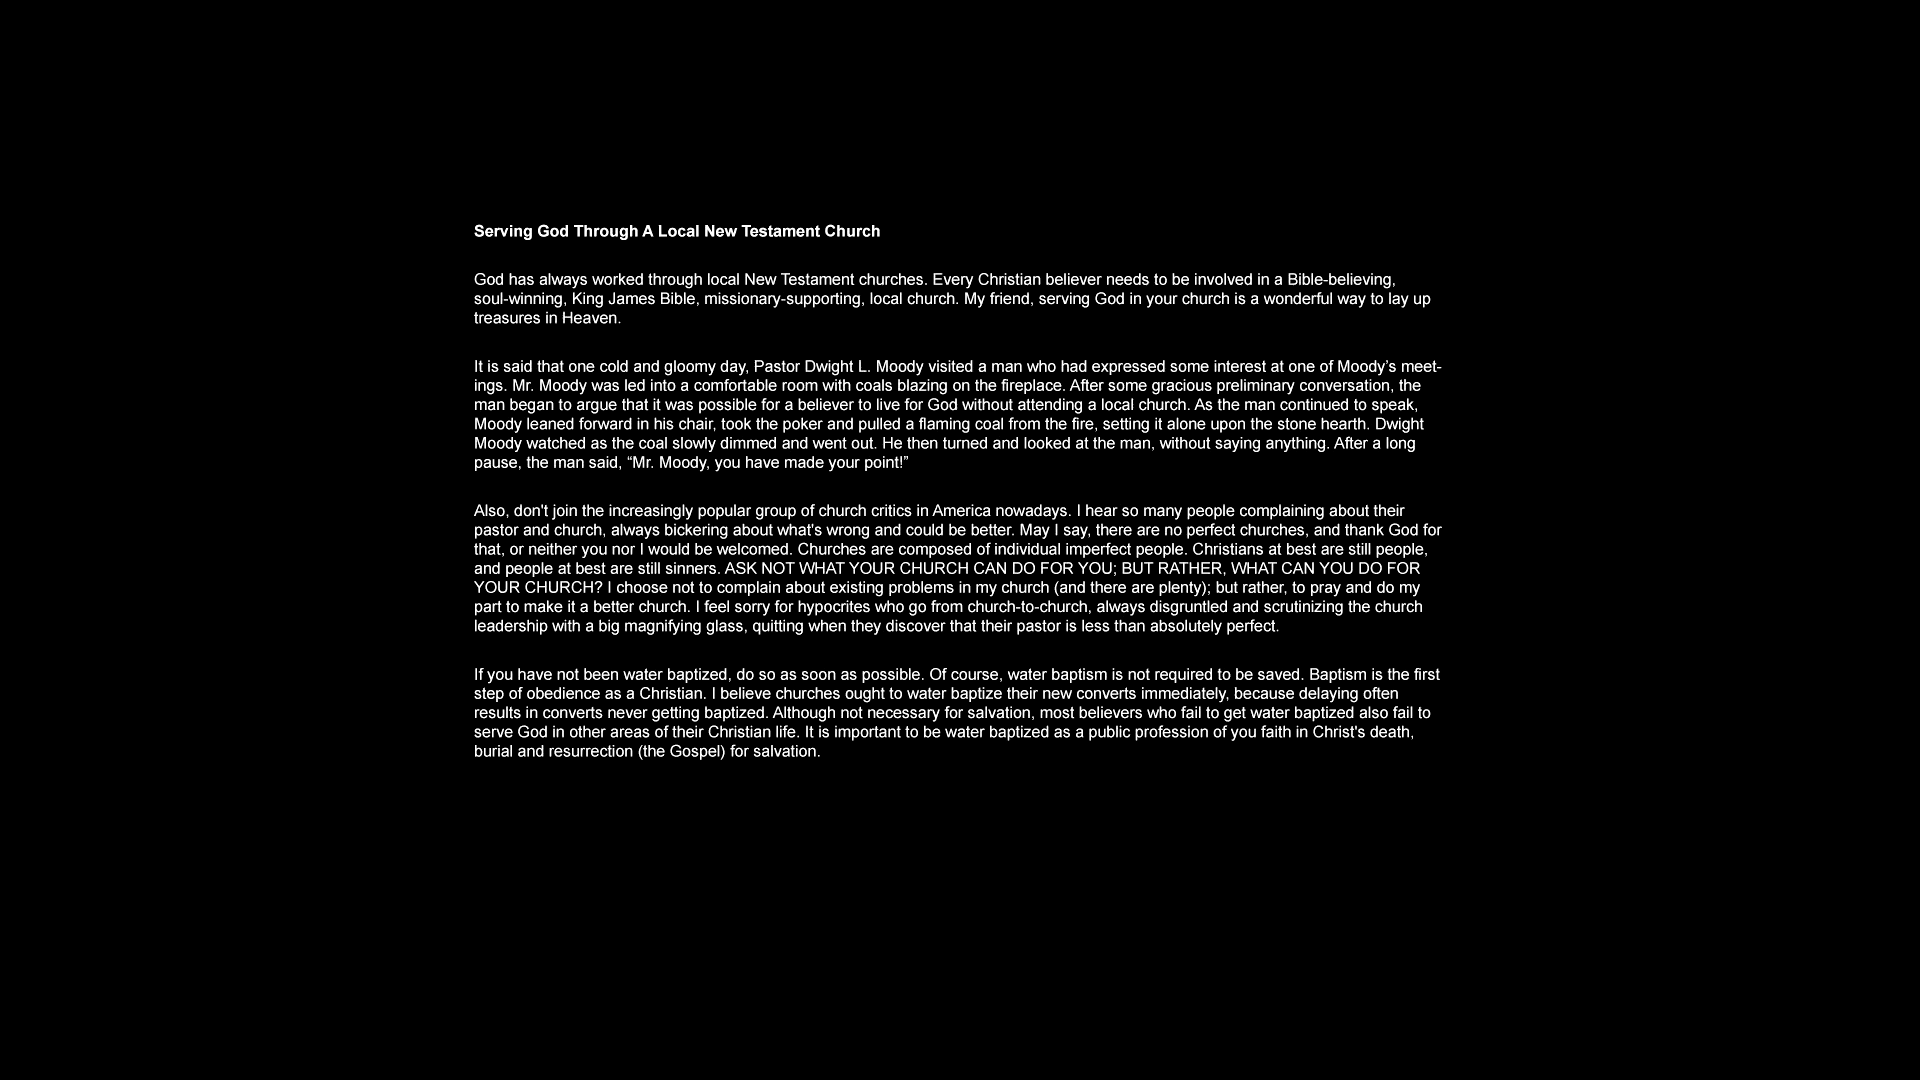 Serving God Through A Local New Testament Church
God has always worked through local New Testament churches. Every Christian believer needs to be involved in a Bible-believing,
soul-winning, King James Bible, missionary-supporting, local church. My friend, serving God in your church is a wonderful way to lay up
treasures in Heaven.
It is said that one cold and gloomy day, Pastor Dwight L. Moody visited a man who had expressed some interest at one of Moody’s meet-
ings. Mr. Moody was led into a comfortable room with coals blazing on the fireplace. After some gracious preliminary conversation, the
man began to argue that it was possible for a believer to live for God without attending a local church. As the man continued to speak,
Moody leaned forward in his chair, took the poker and pulled a flaming coal from the fire, setting it alone upon the stone hearth. Dwight
Moody watched as the coal slowly dimmed and went out. He then turned and looked at the man, without saying anything. After a long
pause, the man said, “Mr. Moody, you have made your point!”
Also, don't join the increasingly popular group of church critics in America nowadays. I hear so many people complaining about their
pastor and church, always bickering about what's wrong and could be better. May I say, there are no perfect churches, and thank God for
that, or neither you nor I would be welcomed. Churches are composed of individual imperfect people. Christians at best are still people,
and people at best are still sinners. ASK NOT WHAT YOUR CHURCH CAN DO FOR YOU; BUT RATHER, WHAT CAN YOU DO FOR
YOUR CHURCH? I choose not to complain about existing problems in my church (and there are plenty); but rather, to pray and do my
part to make it a better church. I feel sorry for hypocrites who go from church-to-church, always disgruntled and scrutinizing the church
leadership with a big magnifying glass, quitting when they discover that their pastor is less than absolutely perfect.
If you have not been water baptized, do so as soon as possible. Of course, water baptism is not required to be saved. Baptism is the first
step of obedience as a Christian. I believe churches ought to water baptize their new converts immediately, because delaying often
results in converts never getting baptized. Although not necessary for salvation, most believers who fail to get water baptized also fail to
serve God in other areas of their Christian life. It is important to be water baptized as a public profession of you faith in Christ's death,
burial and resurrection (the Gospel) for salvation.